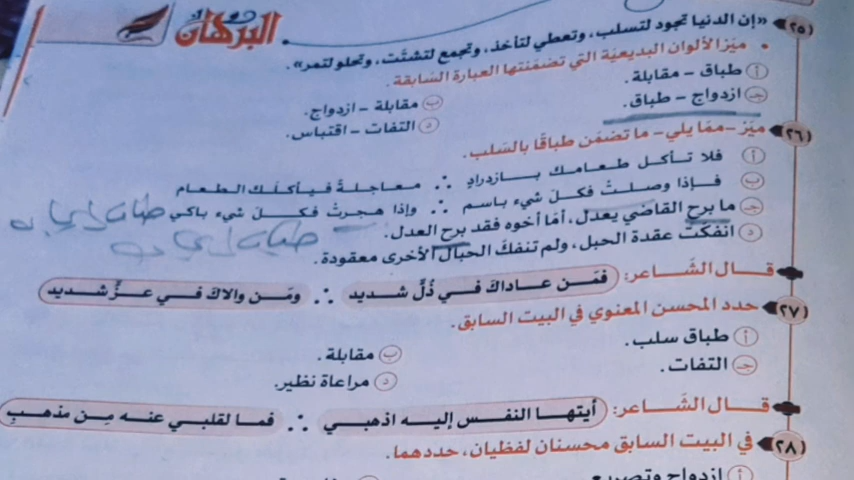 البرهان
٢٥ «إن الدنيا تجود لتسلب، وتعطي لتأخذ، وتجمع لتشتت، وتحلو لتمر».
• ميّز الألوان البديعية التي تضمنتها العبارة السابقة.
أ طباق - مقابلة.
ب مقابلة - ازدواج.
ج ازدواج - طباق.
د التفات - اقتباس.
٢٦ ميّز - مما يلي - ما تضمن طباقًا بالسلب.
أ فلا تأكل طعامك بازدراد ∴ معاجلة فيأكلك الطعام
ب فإذا وصلت فكل شيء باسم ∴ وإذا هجرت فكل شيء باكي
ج ما برح القاضي يعدل، أما أخوه فقد برح العدل.
د انفكت عقدة الحبل، ولم تنفك الحبال الأخرى معقودة.
قال الشاعر: فمن عاداك في ذل شديد ∴ ومن والاك في عز شديد
٢٧ حدد المحسن المعنوي في البيت السابق.
أ طباق سلب.
ب مقابلة.
ج التفات.
د مراعاة نظير.
قال الشاعر: أيتها النفس إليه اذهبي ∴ فما لقلبي عنه من مذهب
٢٨ في البيت السابق محسنان لفظيان، حددهما.
أ ازدواج وتصريع